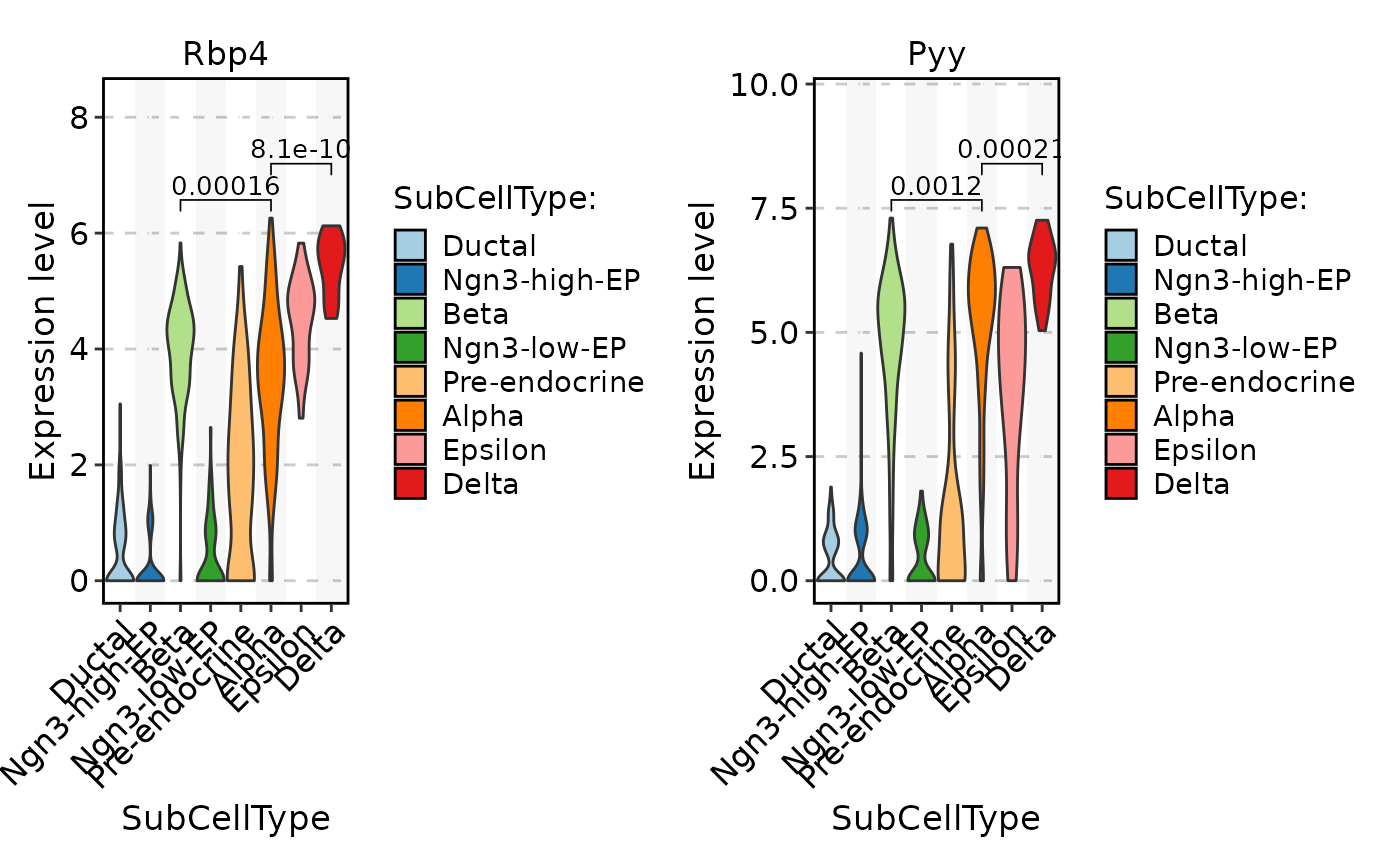 Rbp4
Expression level
8
6
4
2
0
8.1e-10
0.00016
Ductal
Ngn3-high-EP
Beta
Ngn3-low-EP
Pre-endocrine
Alpha
Epsilon
Delta
SubCellType
SubCellType:
Ductal
Ngn3-high-EP
Beta
Ngn3-low-EP
Pre-endocrine
Alpha
Epsilon
Delta
Pyy
Expression level
10.0
7.5
5.0
2.5
0.0
0.00021
0.0012
Ductal
Ngn3-high-EP
Beta
Ngn3-low-EP
Pre-endocrine
Alpha
Epsilon
Delta
SubCellType
SubCellType:
Ductal
Ngn3-high-EP
Beta
Ngn3-low-EP
Pre-endocrine
Alpha
Epsilon
Delta